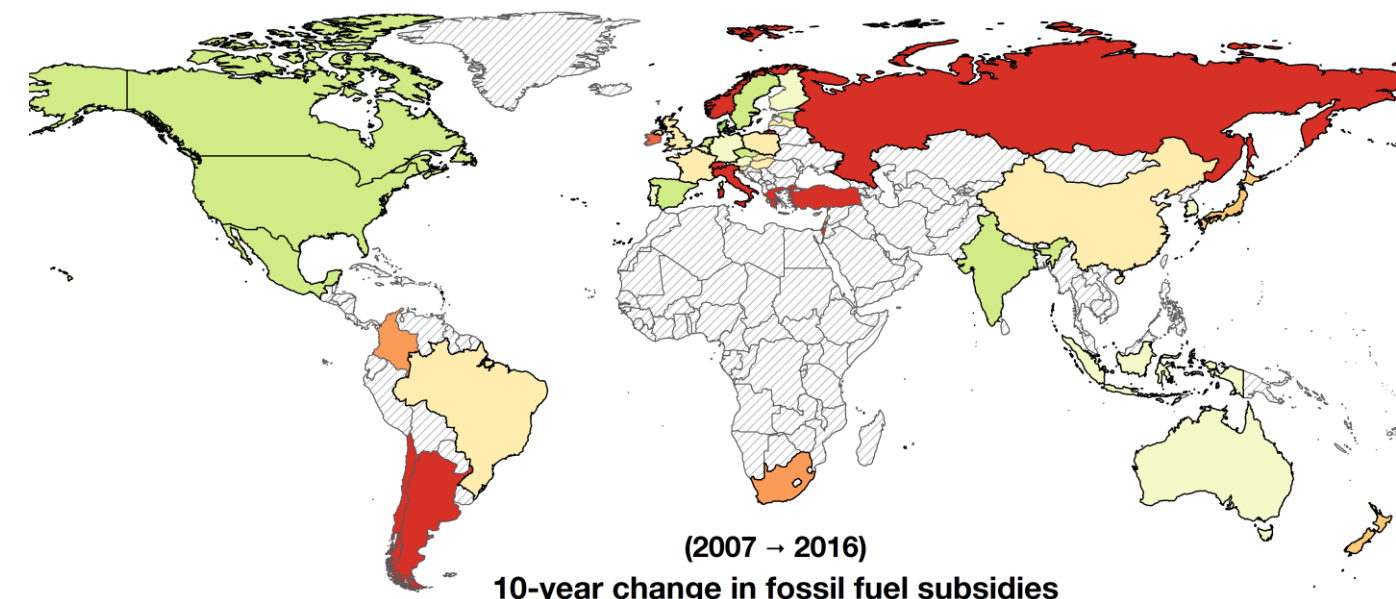 (2007 → 2016)
10-year change in fossil fuel subsidies